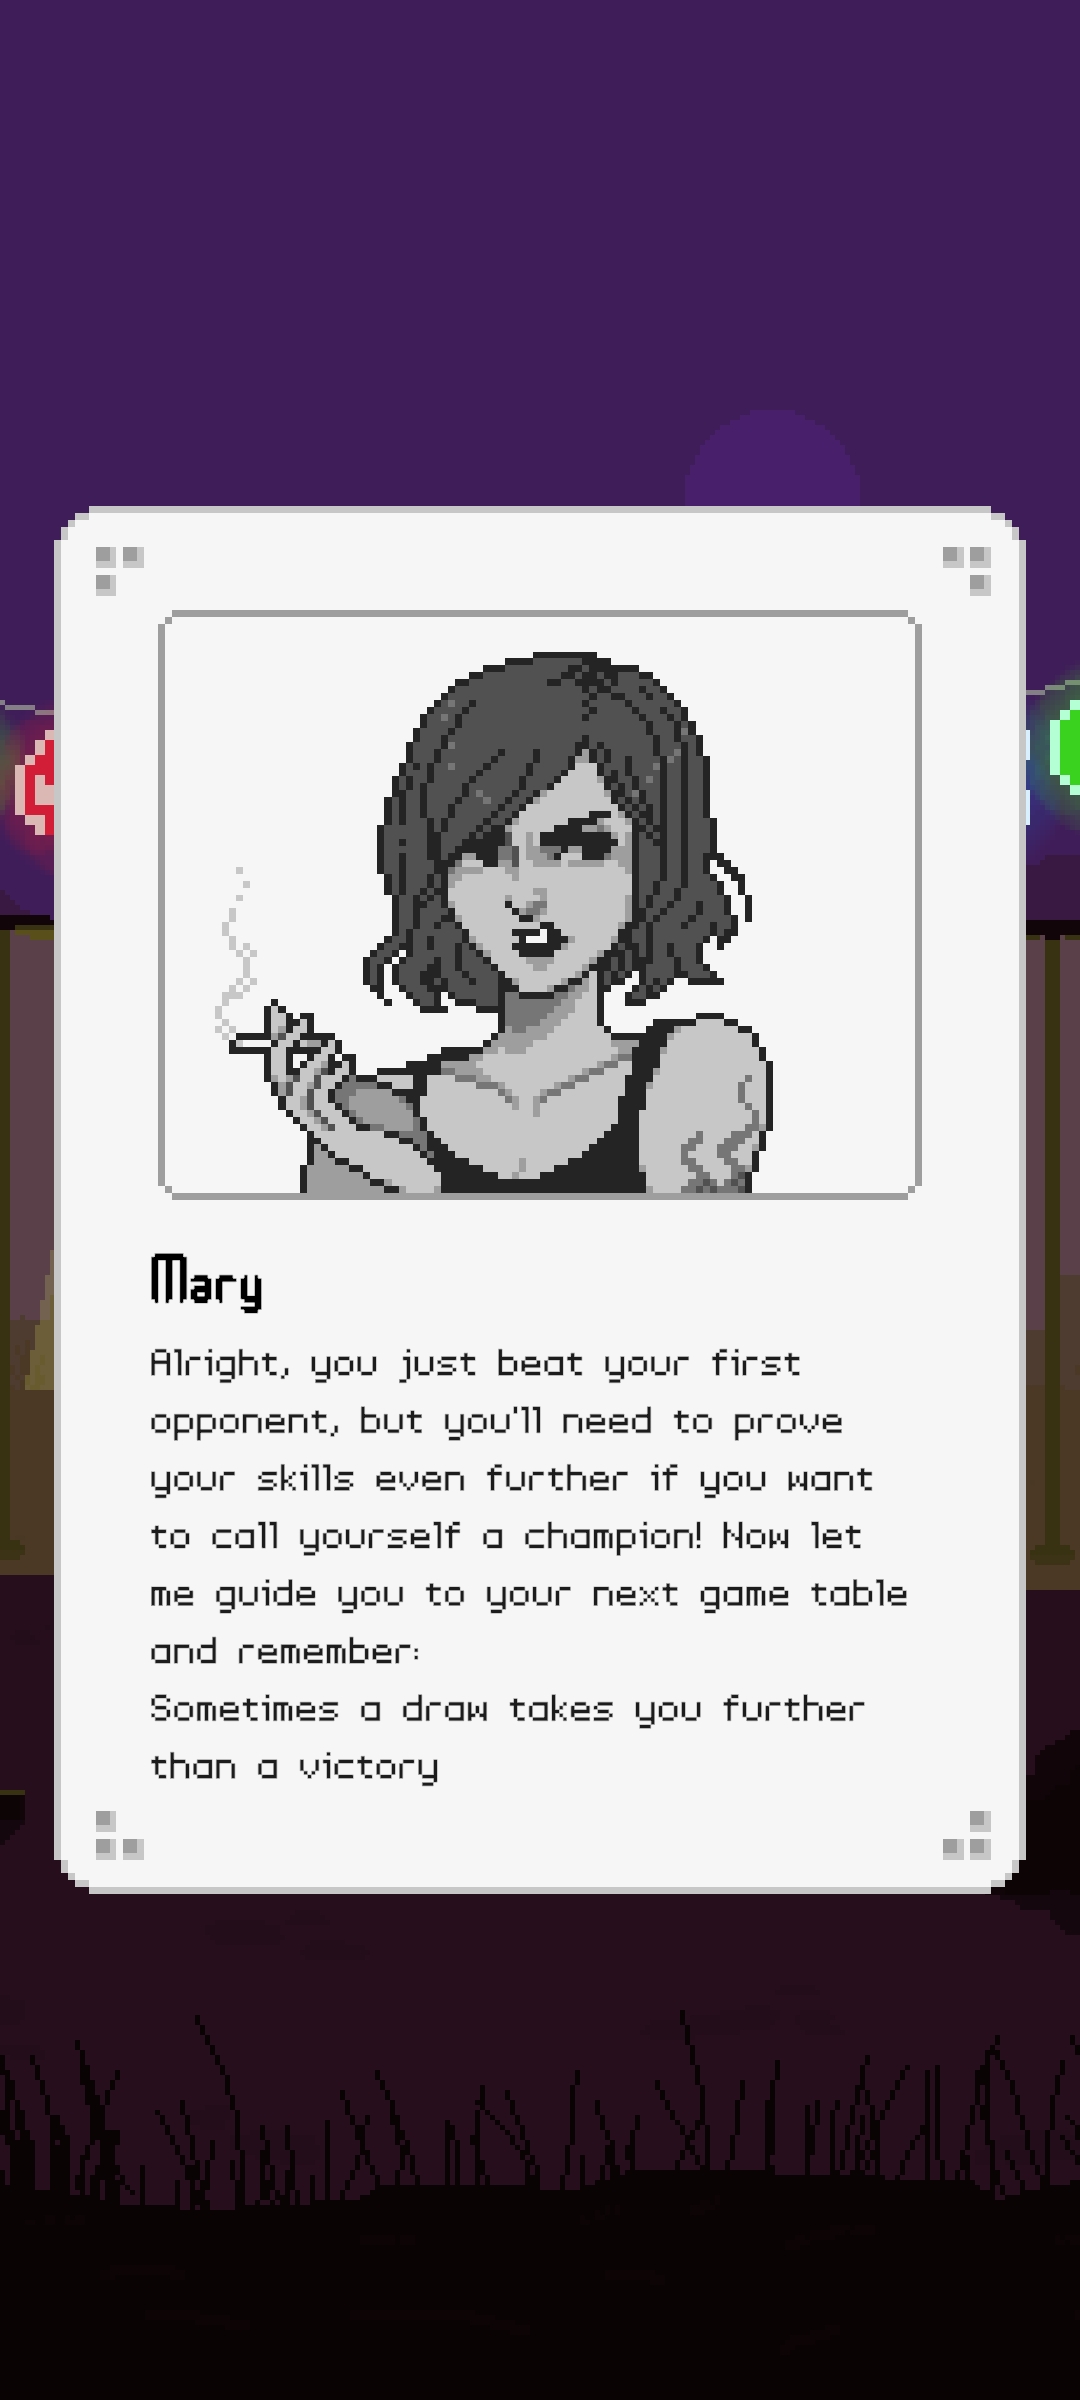 Mary
Alright, you just beat your first
opponent, but you'll need to prove
your skills even further if you want
to call yourself a champion! Now let
me guide you to your next game table
and remember:
Sometimes a draw takes you further
than a victory